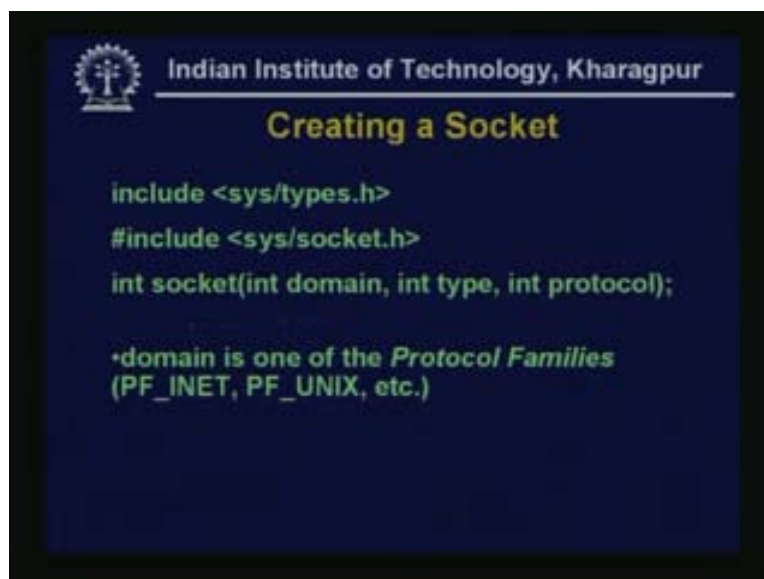 Indian Institute of Technology, Kharagpur
Creating a Socket
include <sys/types.h>
#include <sys/socket.h>
int socket(int domain, int type, int protocol);
•domain is one of the Protocol Families
(PF_INET, PF_UNIX, etc.)